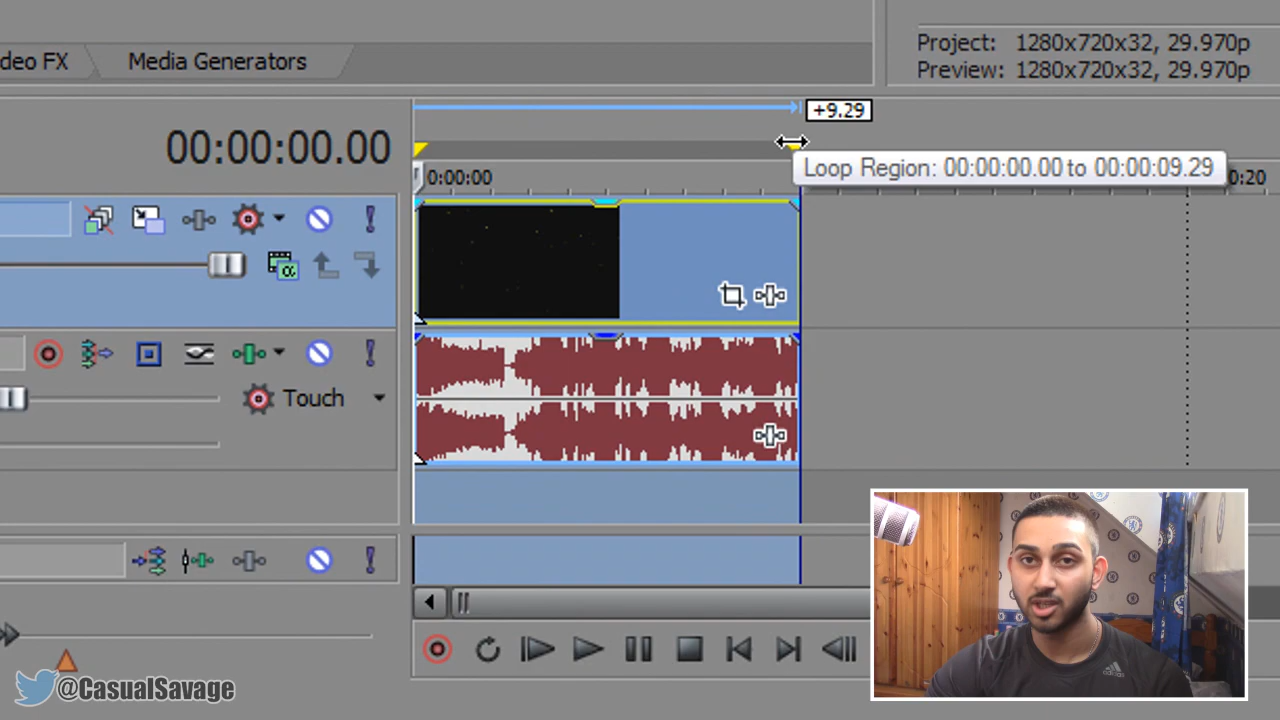 deo FX
Media Generators
Project: 1280x720x32, 29.970p
Preview: 1280x720x32, 29.970p
+9.29
00:00:00.00
Loop Region: 00:00:00.00 to 00:00:09.29
0:00:00
0:20
Touch
@CasualSavage
adidas